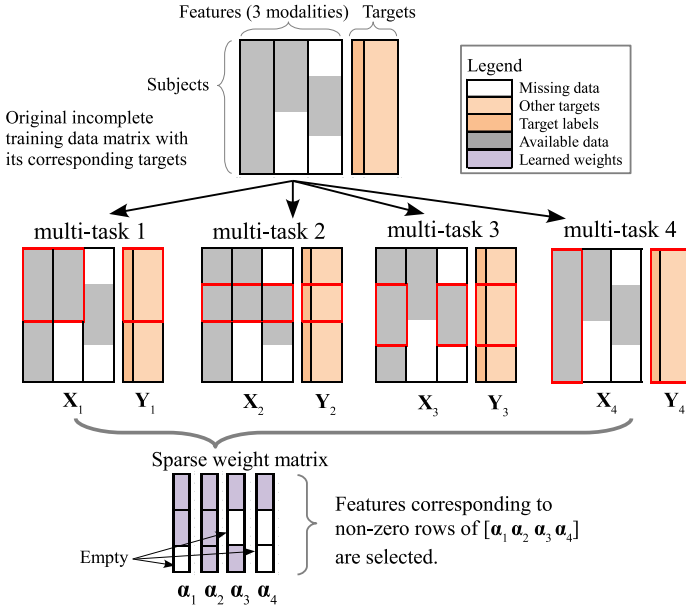 Features (3 modalities)
Targets
Subjects
Original incomplete
training data matrix with
its corresponding targets
Legend
Missing data
Other targets
Target labels
Available data
Learned weights
multi-task 1
multi-task 2
multi-task 3
multi-task 4
X1
Y1
X2
Y2
X3
Y3
X4
Y4
Sparse weight matrix
Empty
Features corresponding to
non-zero rows of [α1 α2 α3 α4]
are selected.
α1
α2
α3
α4